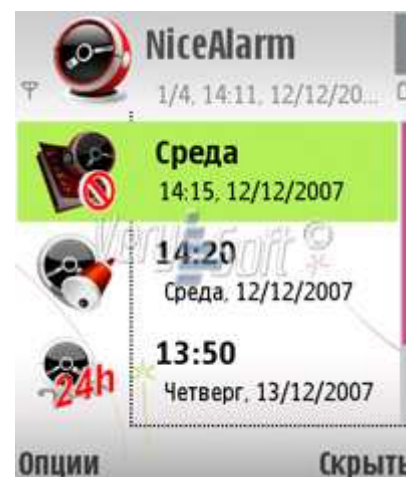 NiceAlarm
1/4, 14:11, 12/12/20...
Среда
14:15, 12/12/2007
14:20
Среда, 12/12/2007
13:50
24h
Четверг, 13/12/2007
Опции
Скрыть